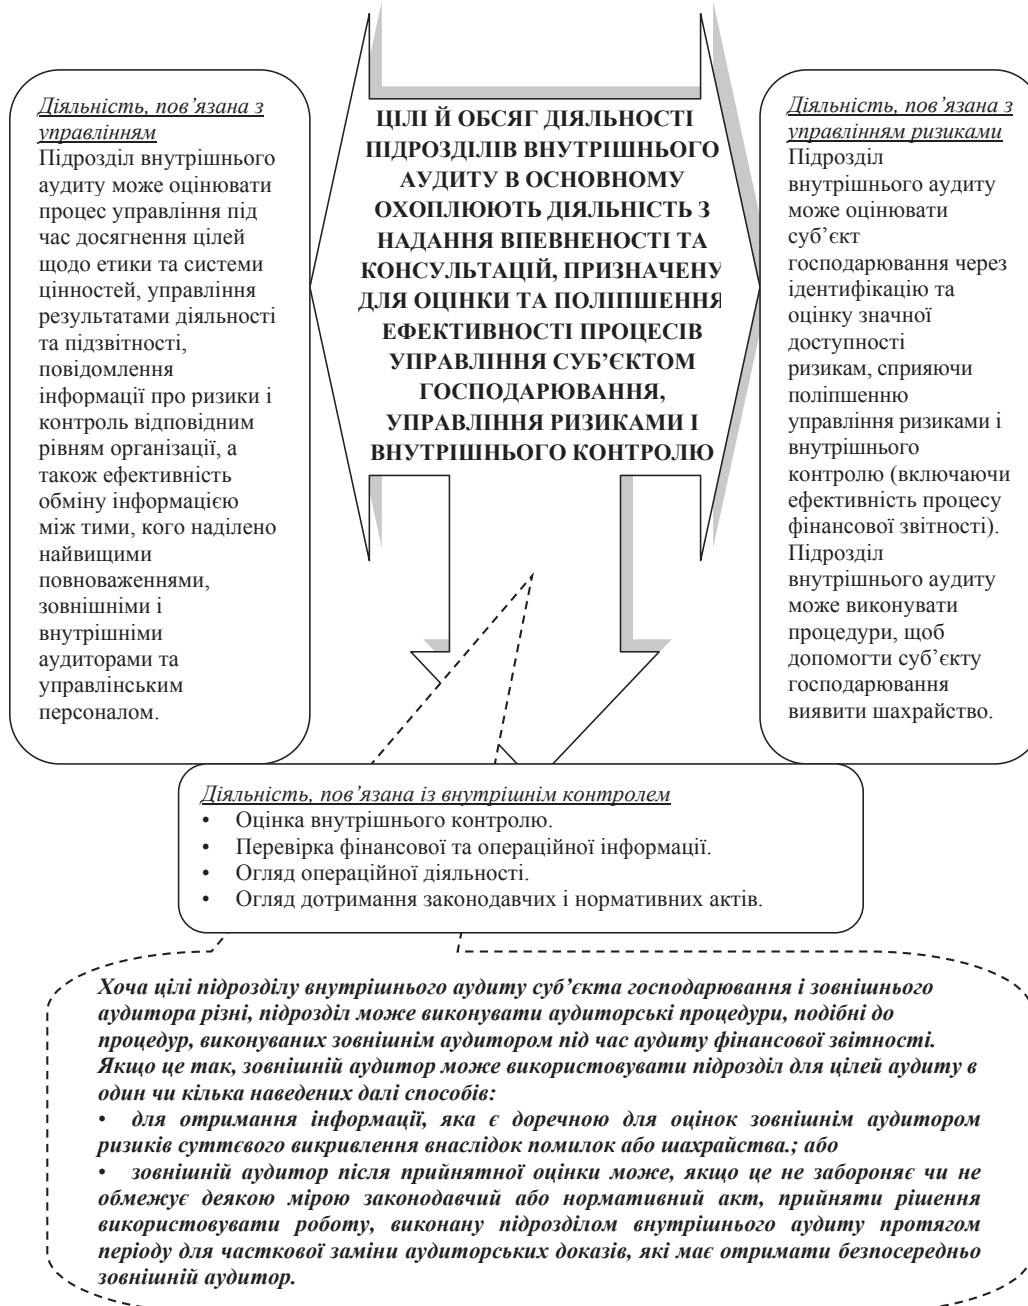 ЦІЛІ Й ОБСЯГ ДІЯЛЬНОСТІ
ПІДРОЗДІЛІВ ВНУТРІШНЬОГО
АУДИТУ В ОСНОВНОМУ
ОХОПЛЮЮТЬ ДІЯЛЬНІСТЬ З
НАДАННЯ ВПЕВНЕНОСТІ ТА
КОНСУЛЬТАЦІЙ, ПРИЗНАЧЕНУ
ДЛЯ ОЦІНКИ ТА ПОЛІПШЕННЯ
ЕФЕКТИВНОСТІ ПРОЦЕСІВ
УПРАВЛІННЯ СУБ’ЄКТОМ
ГОСПОДАРЮВАННЯ,
УПРАВЛІННЯ РИЗИКАМИ І
ВНУТРІШНЬОГО КОНТРОЛЮ
Діяльність, пов’язана з
управлінням
Підрозділ внутрішнього
аудиту може оцінювати
процес управління під
час досягнення цілей
щодо етики та системи
цінностей, управління
результатами діяльності
та підзвітності,
повідомлення
інформації про ризики і
контроль відповідним
рівням організації, а
також ефективність
обміну інформацією
між тими, кого наділено
найвищими
повноваженнями,
зовнішніми і
внутрішніми
аудиторами та
управлінським
персоналом.
Діяльність, пов’язана з
управлінням ризиками
Підрозділ
внутрішнього аудиту
може оцінювати
суб’єкт
господарювання через
ідентифікацію та
оцінку значної
доступності
ризикам, сприяючи
поліпшенню
управління ризиками і
внутрішнього
контролю (включаючи
ефективність процесу
фінансової звітності).
Підрозділ
внутрішнього аудиту
може виконувати
процедури, щоб
допомогти суб’єкту
господарювання
виявити шахрайство.
Діяльність, пов’язана із внутрішнім контролем
• Оцінка внутрішнього контролю.
• Перевірка фінансової та операційної інформації.
• Огляд операційної діяльності.
• Огляд дотримання законодавчих і нормативних актів.
Хоча цілі підрозділу внутрішнього аудиту суб’єкта господарювання і зовнішнього
аудитора різні, підрозділ може виконувати аудиторські процедури, подібні до
процедур, виконуваних зовнішнім аудитором під час аудиту фінансової звітності.
Якщо це так, зовнішній аудитор може використовувати підрозділ для цілей аудиту в
один чи кілька наведених далі способів:
• для отримання інформації, яка є доречною для оцінок зовнішнім аудитором
ризиків суттєвого викривлення внаслідок помилок або шахрайства.; або
• зовнішній аудитор після прийнятної оцінки може, якщо це не забороняє чи не
обмежує деякою мірою законодавчий або нормативний акт, прийняти рішення
використовувати роботу, виконану підрозділом внутрішнього аудиту протягом
періоду для часткової заміни аудиторських доказів, які має отримати безпосередньо
зовнішній аудитор.